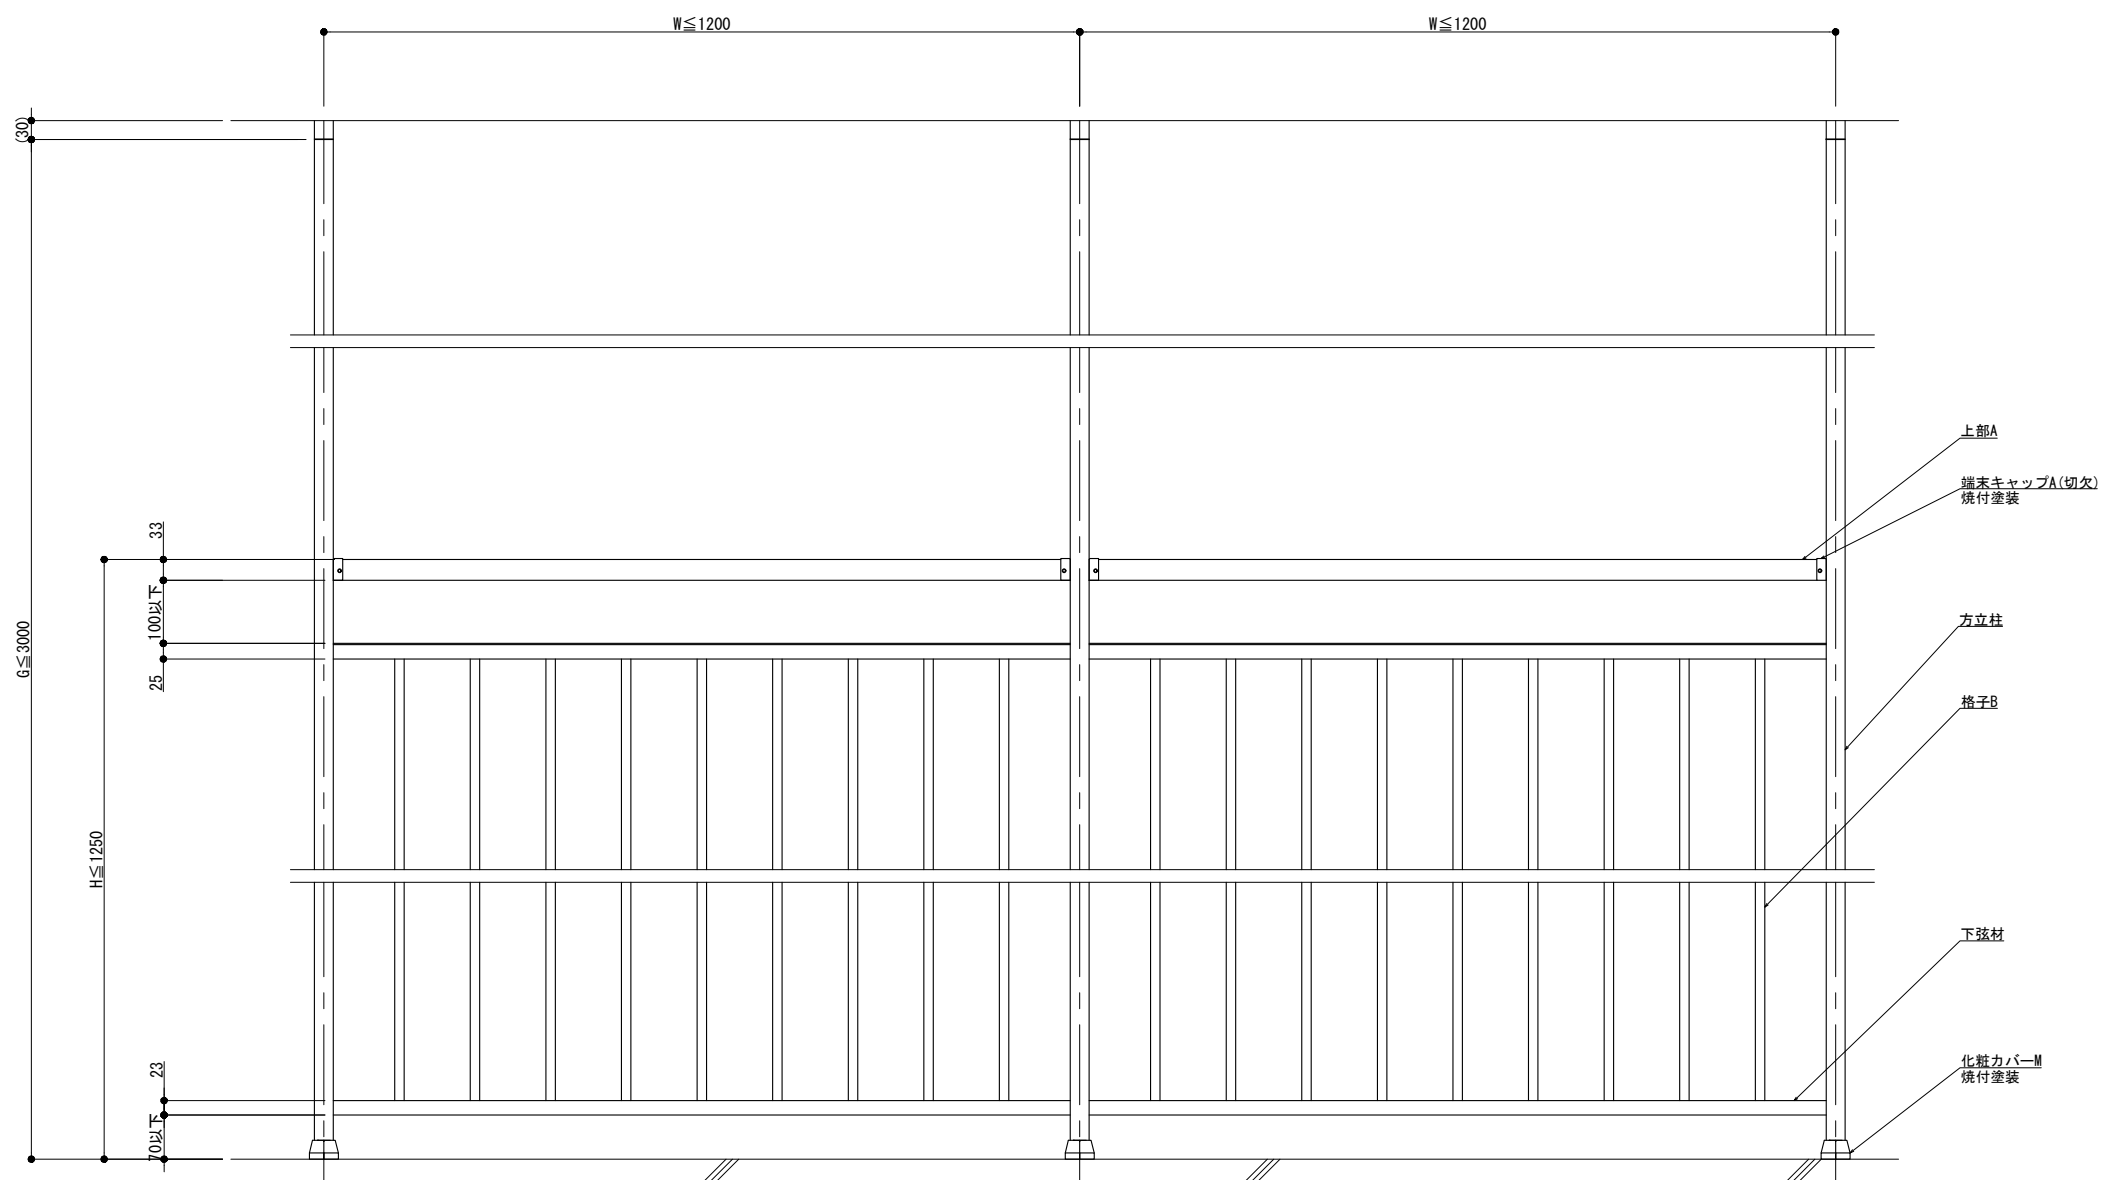 W≦1200
W≦1200
(30)
G≦3000
H≦1250
33
100以下
25
23
70以下
上部A
端末キャップA(切欠)
焼付塗装
方立柱
格子B
下弦材
化粧カバーM
焼付塗装